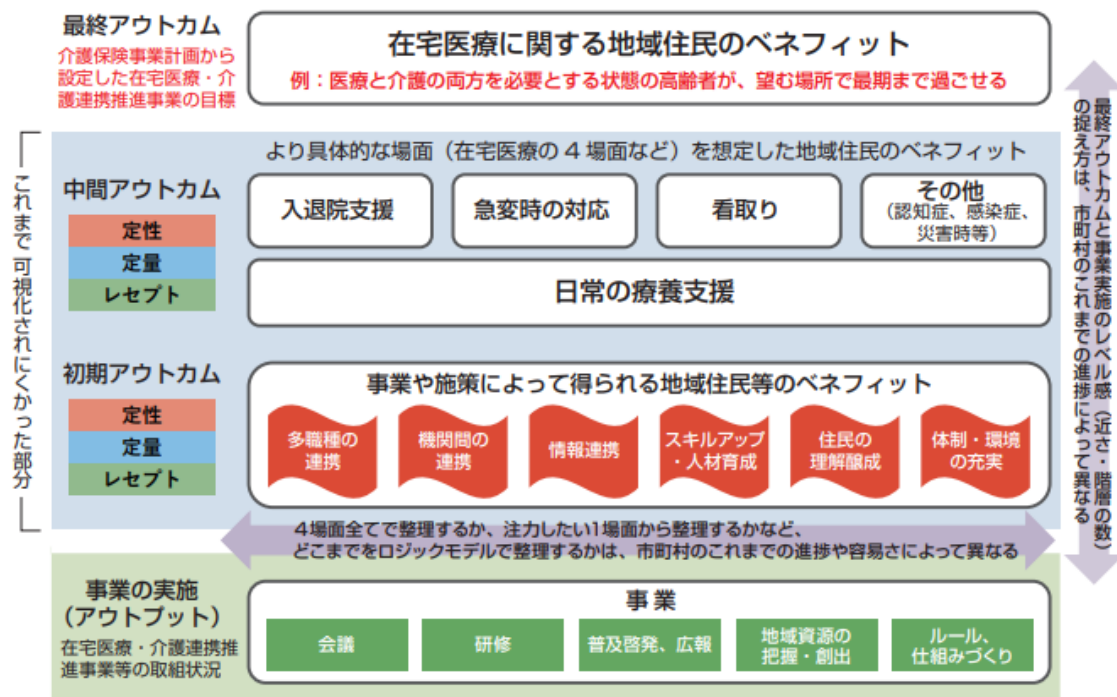 最終アウトカム
介護保険事業計画から
設定した在宅医療・介
護連携推進事業の目標
在宅医療に関する地域住民のベネフィット
例：医療と介護の両方を必要とする状態の高齢者が、望む場所で最期まで過ごせる
これまで可視化されにくかった部分
中間アウトカム
定性
定量
レセプト
より具体的な場面（在宅医療の4場面など）を想定した地域住民のベネフィット
入退院支援
急変時の対応
看取り
その他
（認知症、感染症、
災害時等）
日常の療養支援
初期アウトカム
定性
定量
レセプト
事業や施策によって得られる地域住民等のベネフィット
多職種の
連携
機関間の
連携
情報連携
スキルアップ
・人材育成
住民の
理解醸成
体制・環境
の充実
4場面全てで整理するか、注力したい1場面から整理するかなど、
どこまでをロジックモデルで整理するかは、市町村のこれまでの進捗や容易さによって異なる
事業の実施
（アウトプット）
在宅医療・介護連携推
進事業等の取組状況
事業
会議
研修
普及啓発、広報
地域資源の
把握・創出
ルール、
仕組みづくり
最終アウトカムと事業実施のレベル感（近さ・階層の数）
の捉え方は、市町村のこれまでの進捗によって異なる